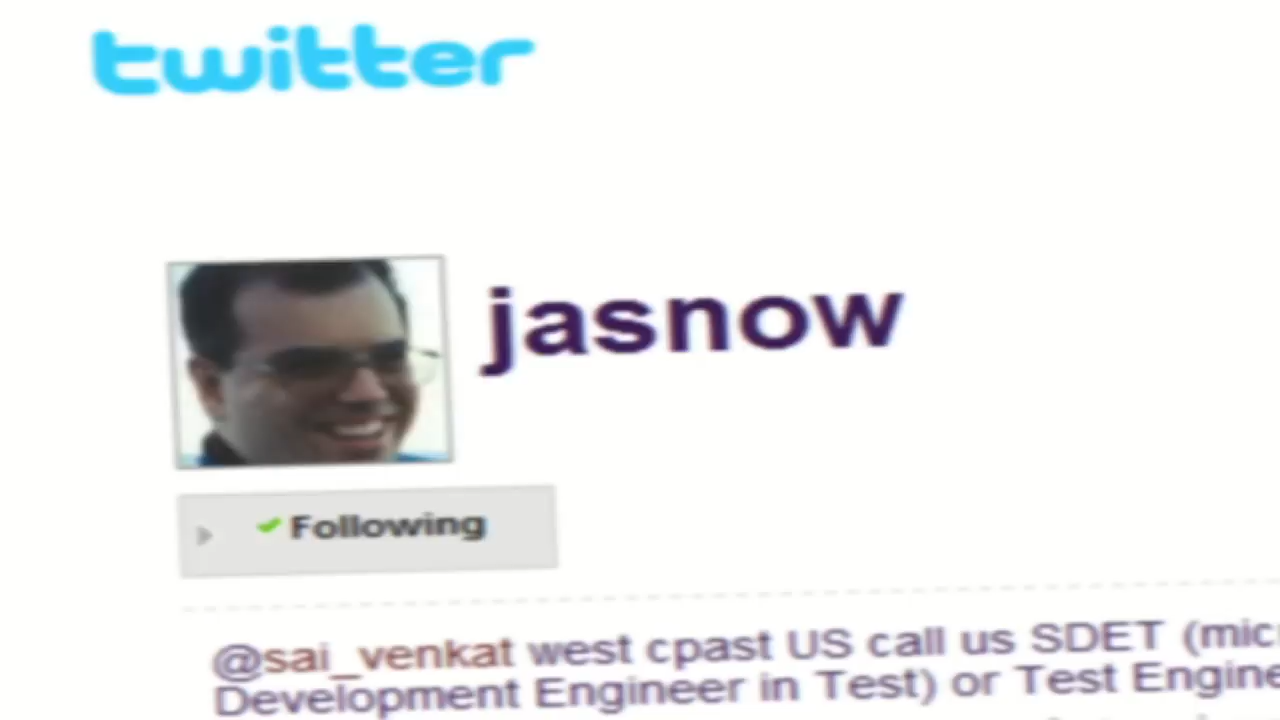 twitter
jasnow
Following
@sai_venkat west cpast US call us SDET (mic
Development Engineer in Test) or Test Engine